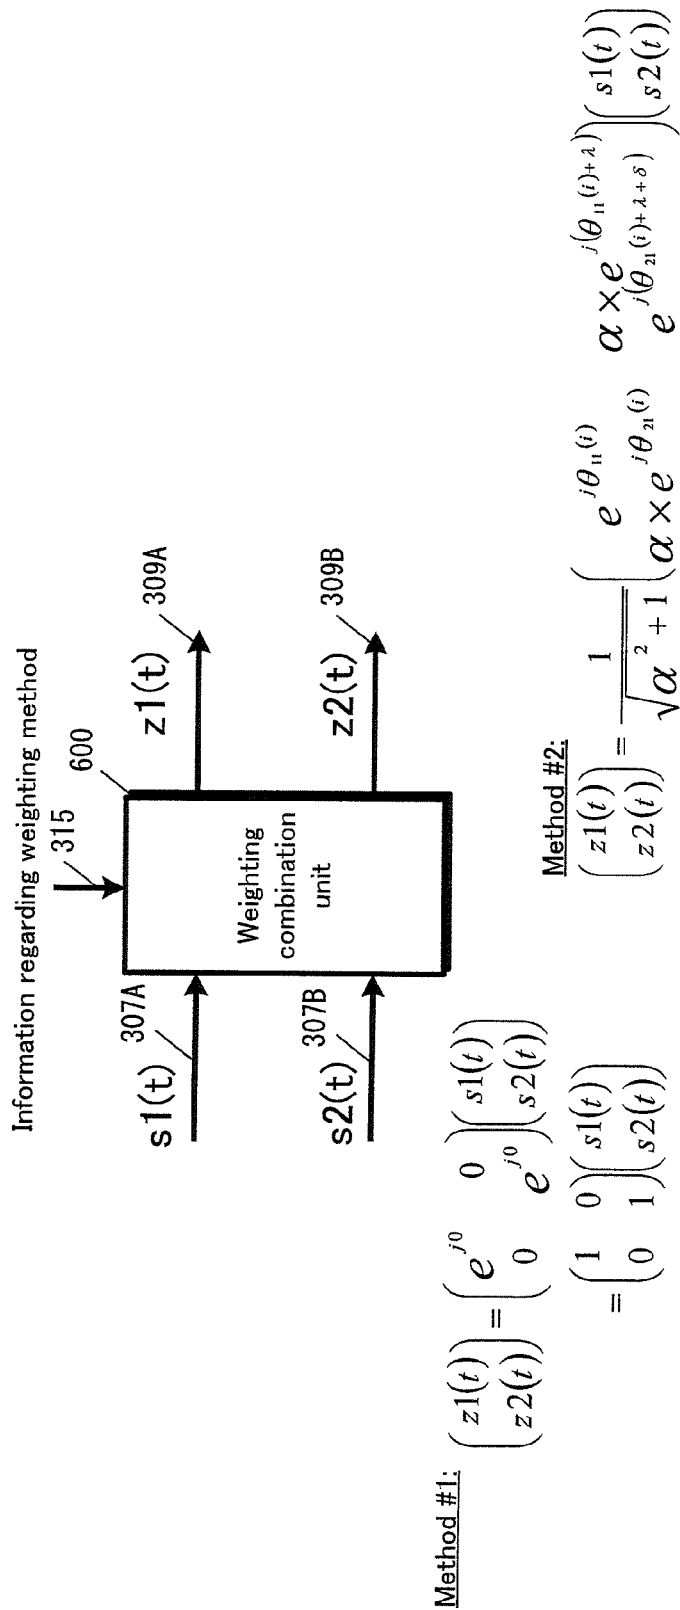 Information regarding weighting method
315
600
s1(t)
307A
z1(t)
309A
Weighting
combination
unit
s2(t)
307B
z2(t)
309B
Method #1:
(z1(t) z2(t)) = (e^{j0} 0 0 e^{j0})(s1(t) s2(t))
= (1 0 0 1)(s1(t) s2(t))
Method #2:
(z1(t) z2(t)) = 1/√(α² + 1) (e^{jθ₁₁(i)} α×e^{j(θ₁₁(i)+λ)} α×e^{jθ₂₁(i)} e^{j(θ₂₁(i)+λ+δ)})(s1(t) s2(t))